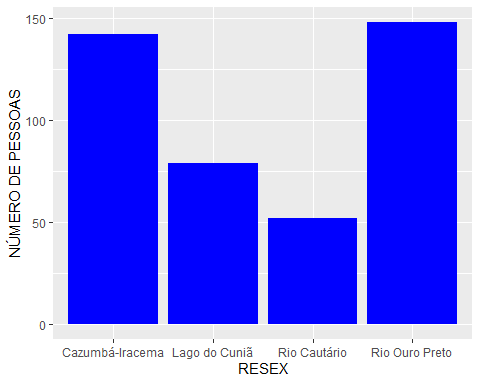 NÚMERO DE PESSOAS
150
100
50
0
Cazumbá-Iracema Lago do Cuniã Rio Cautário Rio Ouro Preto
RESEX